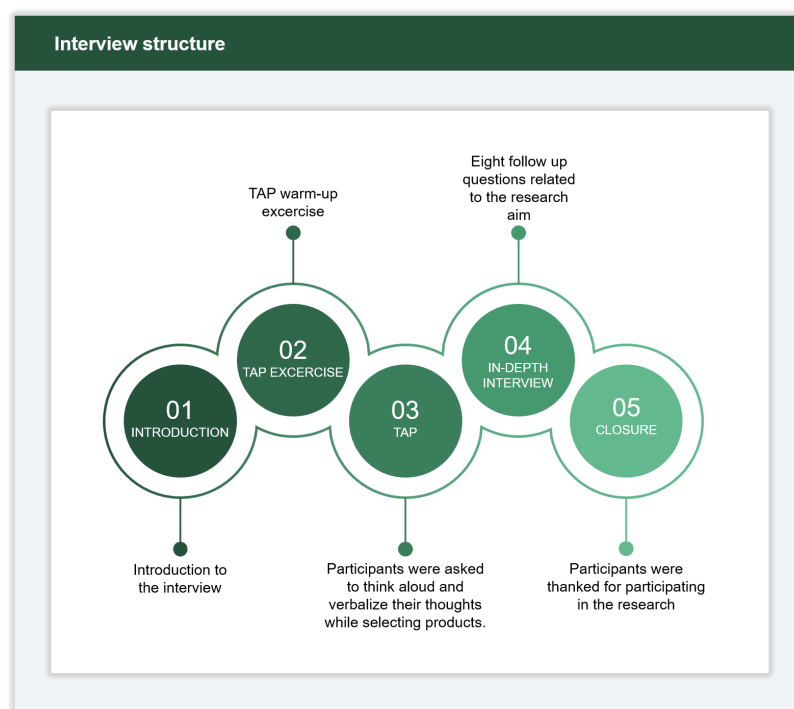 Interview structure
01
INTRODUCTION
Introduction to
the interview
TAP warm-up
excercise
02
TAP EXCERCISE
03
TAP
Participants were asked
to think aloud and
verbalize their thoughts
while selecting products.
Eight follow up
questions related
to the research
aim
04
IN-DEPTH
INTERVIEW
05
CLOSURE
Participants were
thanked for participating
in the research